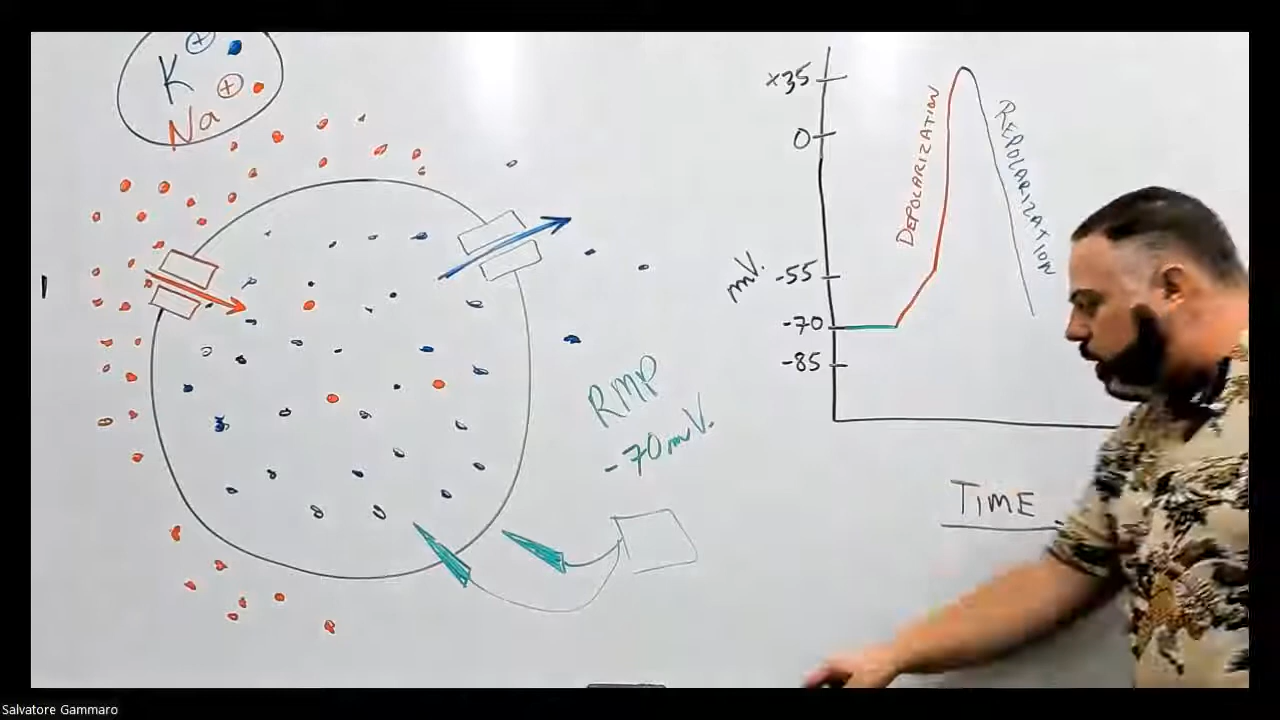 K +
Na +
RMP
-70 mV.
+35
0
mV.
-55
-70
-85
DEPOLARIZATION
REPOLARIZATION
TIME
Salvatore Gammaro